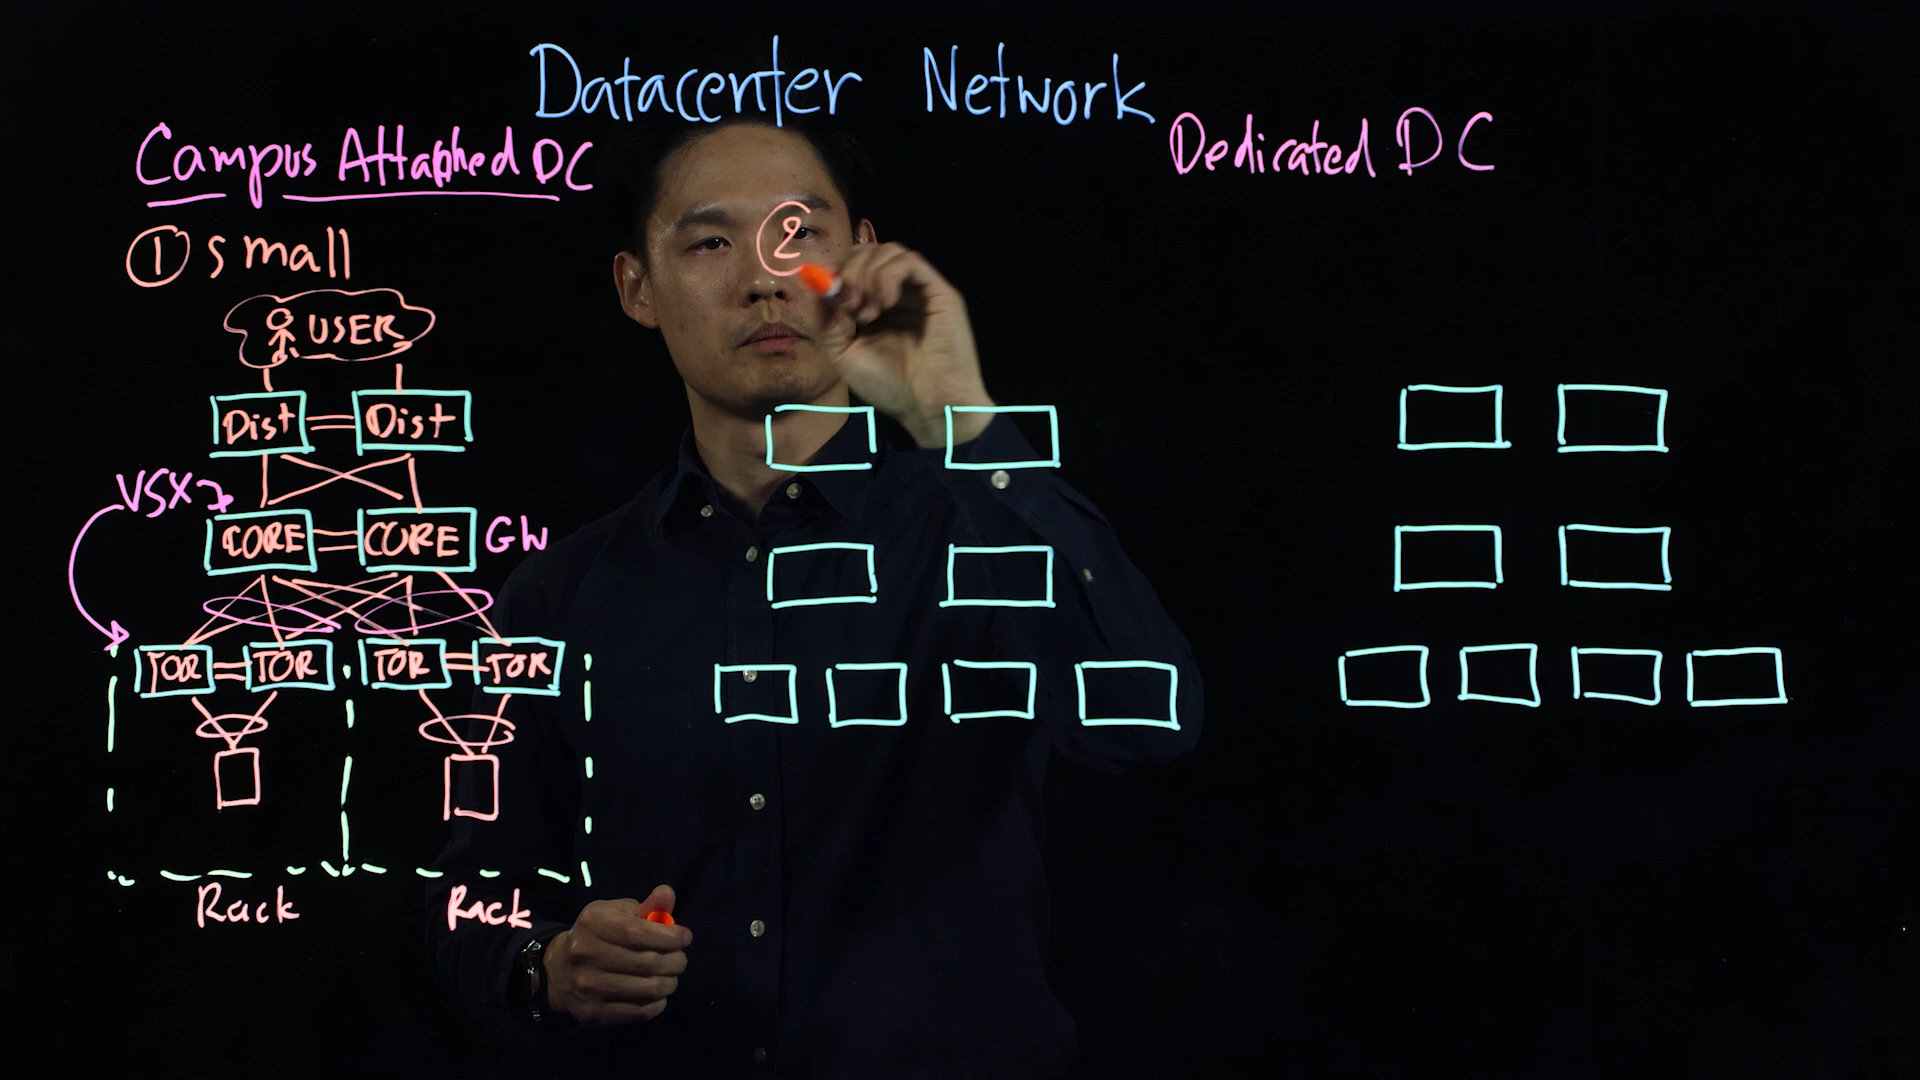 Datacenter Network
Campus Attached DC
Dedicated DC
① small
②
USER
Dist Dist
VSX
CORE CORE GW
TOR TOR TOR TOR
Rack Rack